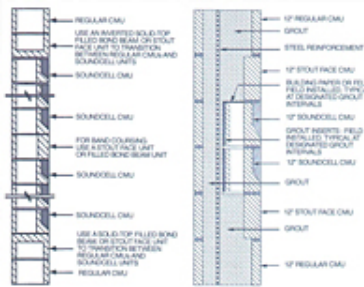 REGULAR CMU
USE AN INVERTED SOLID-TOP
FILLED BOND BEAM OR STOUT
FACE UNIT TO TRANSITION
BETWEEN REGULAR CMU AND
SOUNDCELL UNITS
SOUNDCELL CMU
SOUNDCELL CMU
FOR BAND COURSING
USE A STOUT FACE UNIT
OR FILLED BOND BEAM UNIT
SOUNDCELL CMU
SOUNDCELL CMU
USE A SOLID-TOP FILLED BOND
BEAM OR STOUT FACE UNIT
TO TRANSITION BETWEEN
REGULAR CMU AND
SOUNDCELL UNITS
REGULAR CMU
12" REGULAR CMU
GROUT
STEEL REINFORCEMENT
12" STOUT FACE CMU
BUILDING PAPER OR
FIELD INSTALLED
AT DESIGNATED GROUT
INTERVALS
12" SOUNDCELL CMU
GROUT INSERTS - FIELD
INSTALLED, TYPICAL AT
DESIGNATED GROUT
INTERVALS
12" SOUNDCELL CMU
GROUT
12" STOUT FACE CMU
GROUT
12" REGULAR CMU